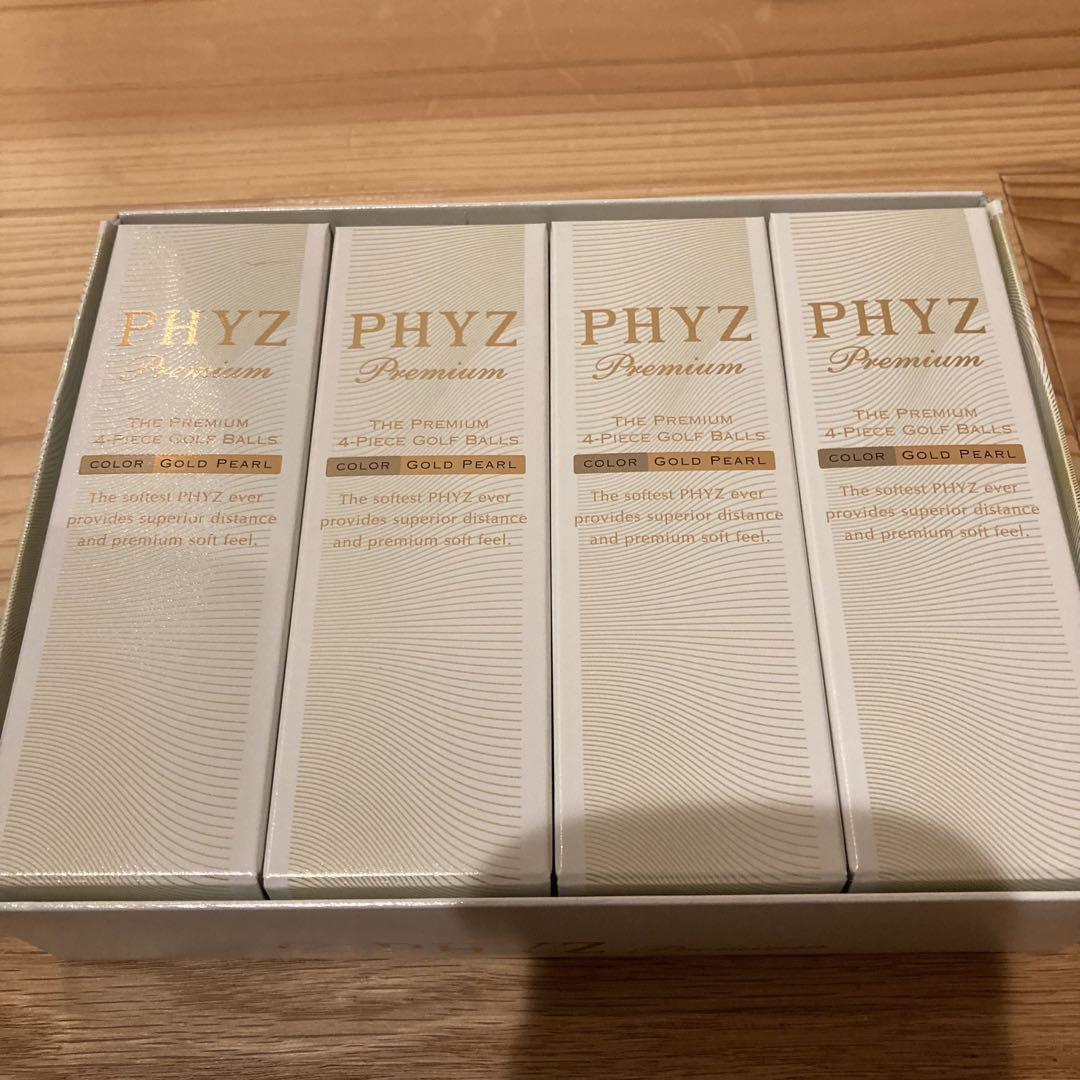 PHYZ
Premium
THE PREMIUM
4-PIECE GOLF BALLS
COLOR GOLD PEARL
The softest PHYZ ever
provides superior distance
and premium soft feel.
PHYZ
Premium
THE PREMIUM
4-PIECE GOLF BALLS
COLOR GOLD PEARL
The softest PHYZ ever
provides superior distance
and premium soft feel.
PHYZ
Premium
THE PREMIUM
4-PIECE GOLF BALLS
COLOR GOLD PEARL
The softest PHYZ ever
provides superior distance
and premium soft feel.
PHYZ
Premium
THE PREMIUM
4-PIECE GOLF BALLS
COLOR GOLD PEARL
The softest PHYZ ever
provides superior distance
and premium soft feel.
PHYZ Premium